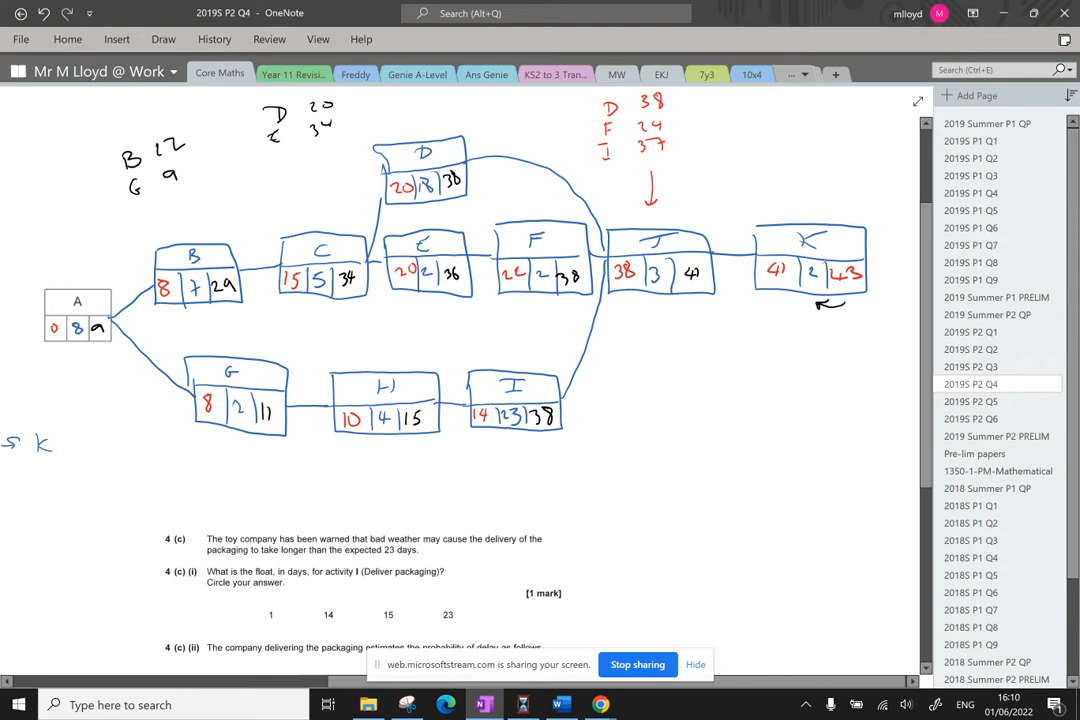 2019S P2 Q4 - OneNote
Search (Alt+Q)
mlloyd
M
File
Home
Insert
Draw
History
Review
View
Help
Mr M Lloyd @ Work
Core Maths
Year 11 Revisi...
Freddy
Genie A-Level
Ans Genie
KS2 to 3 Tran...
MW
EKJ
7y3
10x4
...
Search (Ctrl+E)
Add Page
D 20
E 34
B 22
G 9
D 38
F 24
I 37
D
20 18 38
B
8 7 29
C
15 5 34
E
20 2 36
F
22 2 38
J
38 3 41
K
41 2 43
A
0 8 9
G
8 2 11
H
10 4 15
I
14 23 38
K
4 (c) The toy company has been warned that bad weather may cause the delivery of the
packaging to take longer than the expected 23 days.
4 (c) (i) What is the float, in days, for activity I (Deliver packaging)?
Circle your answer.
[1 mark]
1 14 15 23
4 (c) (ii) The company delivering the packaging estimates the probability of delay as follows
web.microsoftstream.com is sharing your screen.
Stop sharing
Hide
2019 Summer P1 QP
2019S P1 Q1
2019S P1 Q2
2019S P1 Q3
2019S P1 Q4
2019S P1 Q5
2019S P1 Q6
2019S P1 Q7
2019S P1 Q8
2019S P1 Q9
2019 Summer P1 PRELIM
2019 Summer P2 QP
2019S P2 Q1
2019S P2 Q2
2019S P2 Q3
2019S P2 Q4
2019S P2 Q5
2019S P2 Q6
2019 Summer P2 PRELIM
Pre-lim papers
1350-1-PM-Mathematical
2018 Summer P1 QP
2018S P1 Q1
2018S P1 Q2
2018S P1 Q3
2018S P1 Q4
2018S P1 Q5
2018S P1 Q6
2018S P1 Q7
2018S P1 Q8
2018S P1 Q9
2018 Summer P2 QP
2018 Summer P2 PRELIM
Type here to search
16:10
01/06/2022